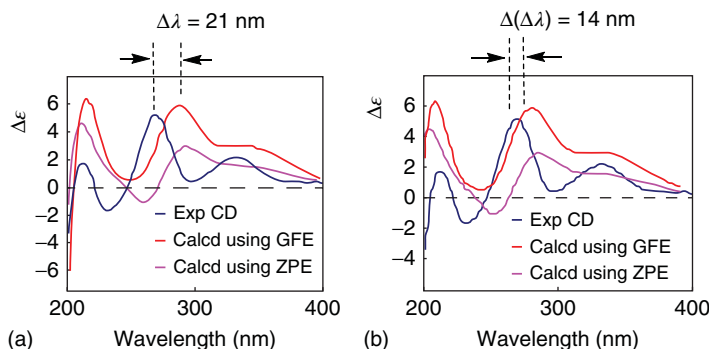 Δλ = 21 nm
Δε
6
4
2
0
−2
−4
−6
Exp CD
Calcd using GFE
Calcd using ZPE
200
300
400
(a)
Wavelength (nm)
Δ(Δλ) = 14 nm
Δε
6
4
2
0
−2
−4
Exp CD
Calcd using GFE
Calcd using ZPE
200
300
400
(b)
Wavelength (nm)